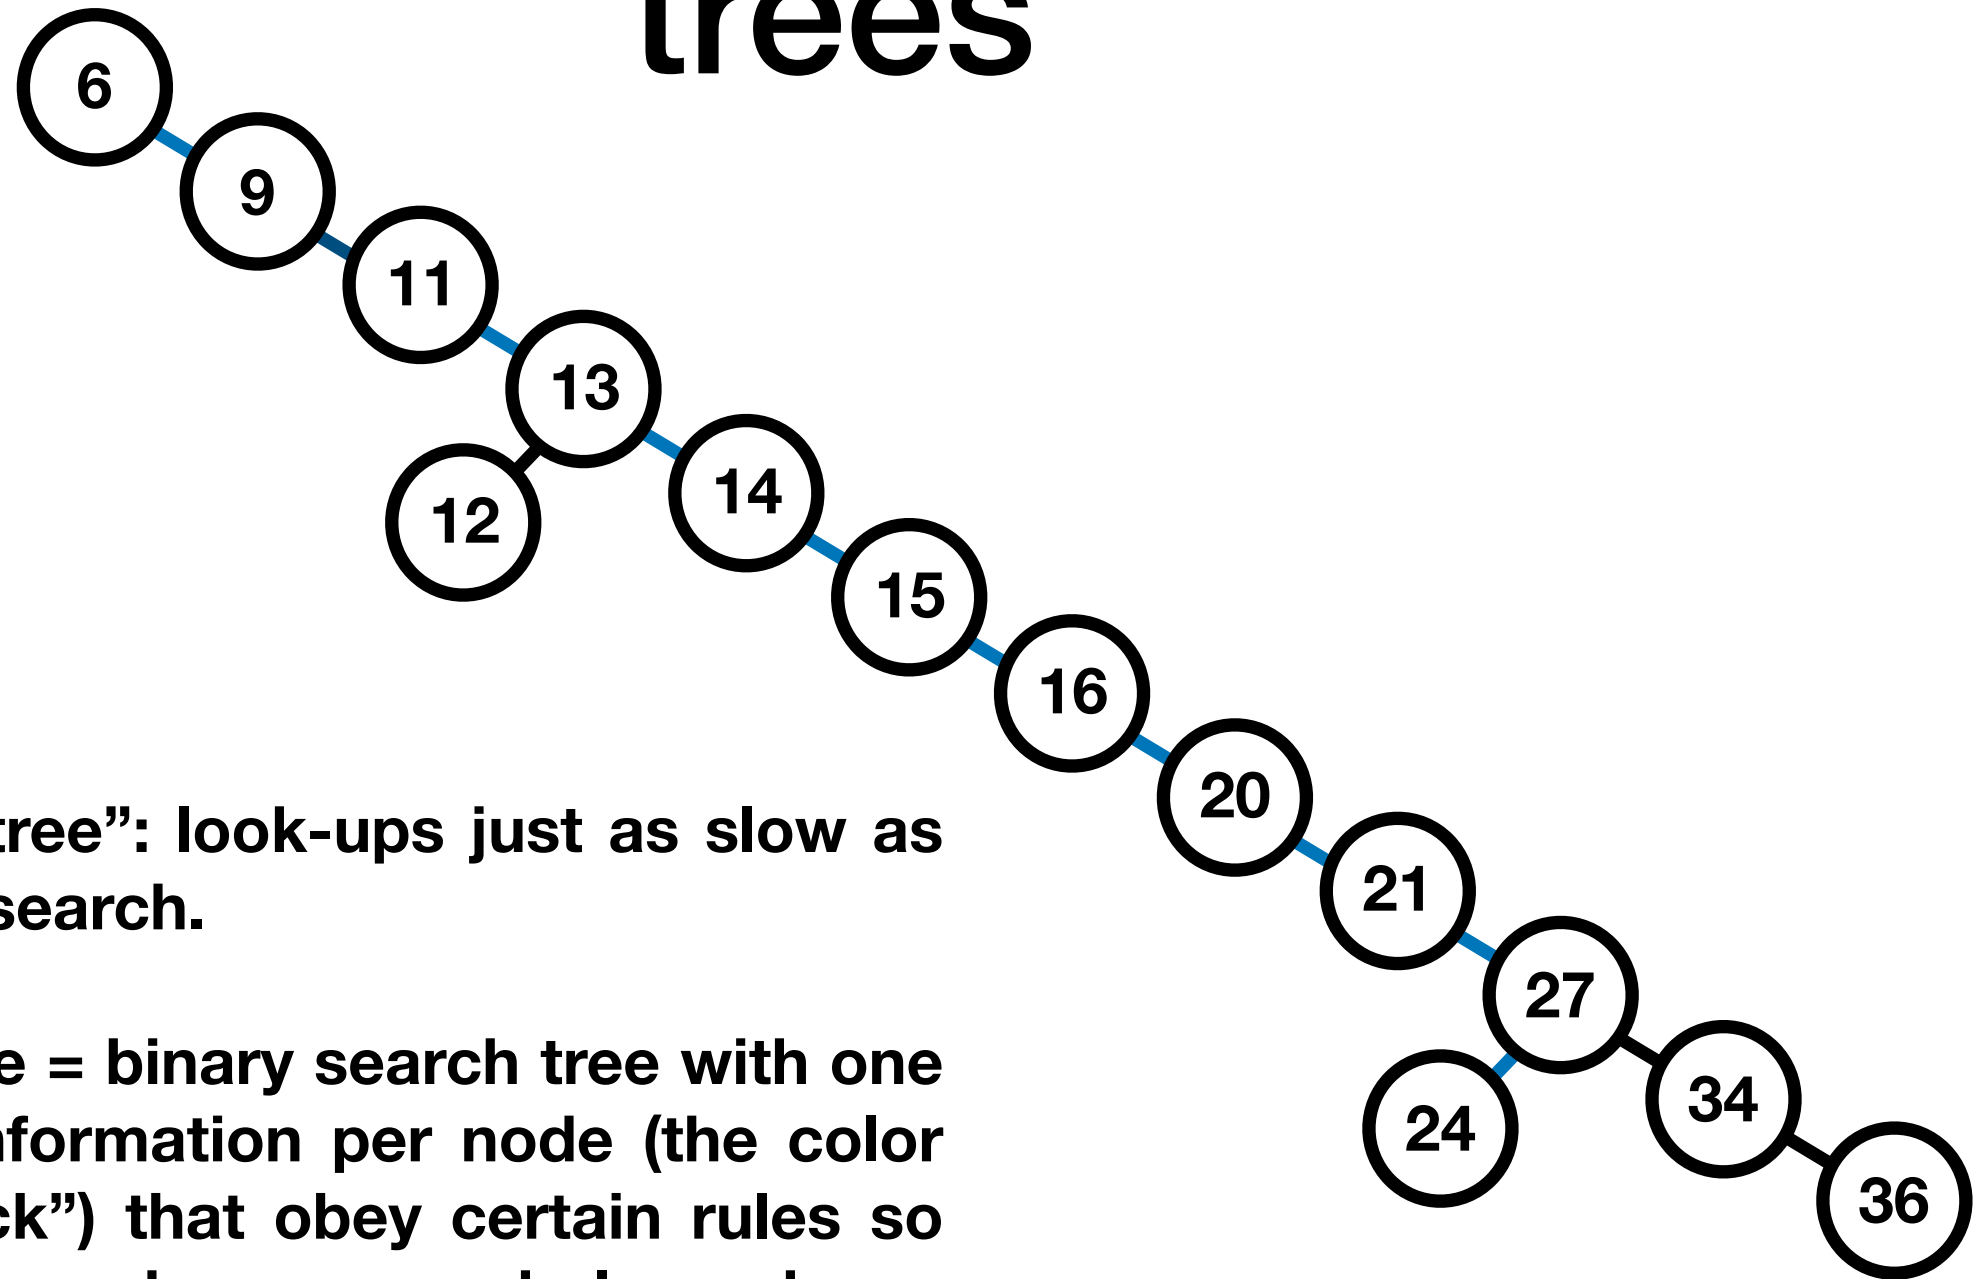 trees
6
9
11
13
12
14
15
16
20
21
27
24
34
36
tree”: look-ups just as slow as
search.
e = binary search tree with one
nformation per node (the color
ck”) that obey certain rules so